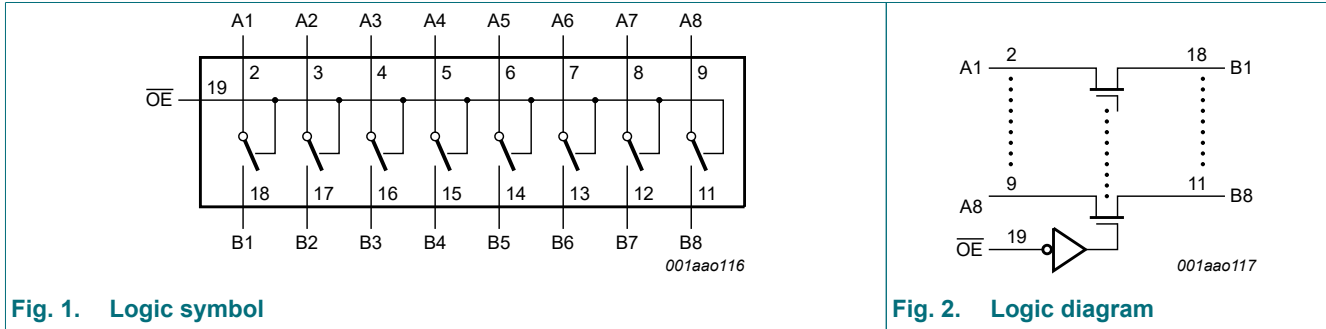 A1 A2 A3 A4 A5 A6 A7 A8
2 3 4 5 6 7 8 9
19
O̅E̅
18 17 16 15 14 13 12 11
B1 B2 B3 B4 B5 B6 B7 B8
001aao116
Fig. 1. Logic symbol
A1 2 18 B1
A8 9 11 B8
O̅E̅ 19
001aao117
Fig. 2. Logic diagram